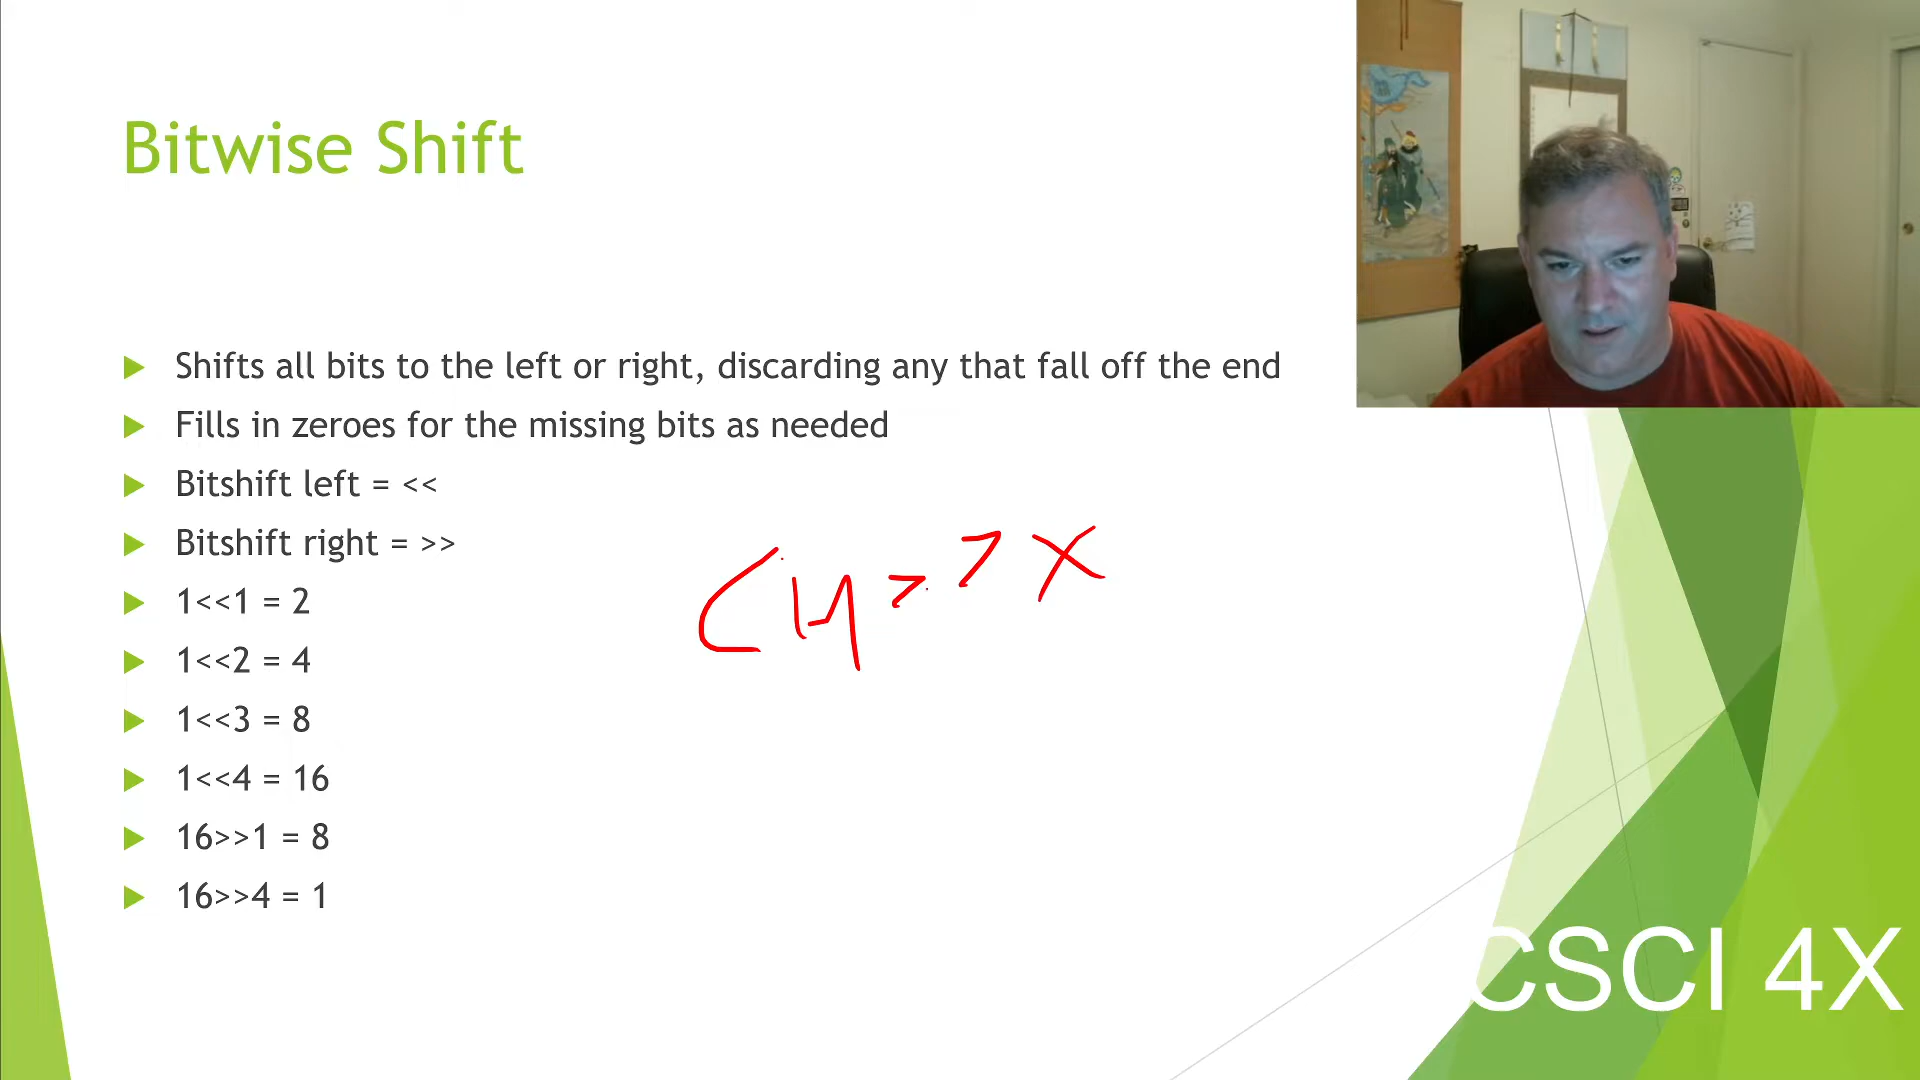 Bitwise Shift
Shifts all bits to the left or right, discarding any that fall off the end
Fills in zeroes for the missing bits as needed
Bitshift left = <<
Bitshift right = >>
1<<1 = 2
1<<2 = 4
1<<3 = 8
1<<4 = 16
16>>1 = 8
16>>4 = 1
>> X
CSCI 4X